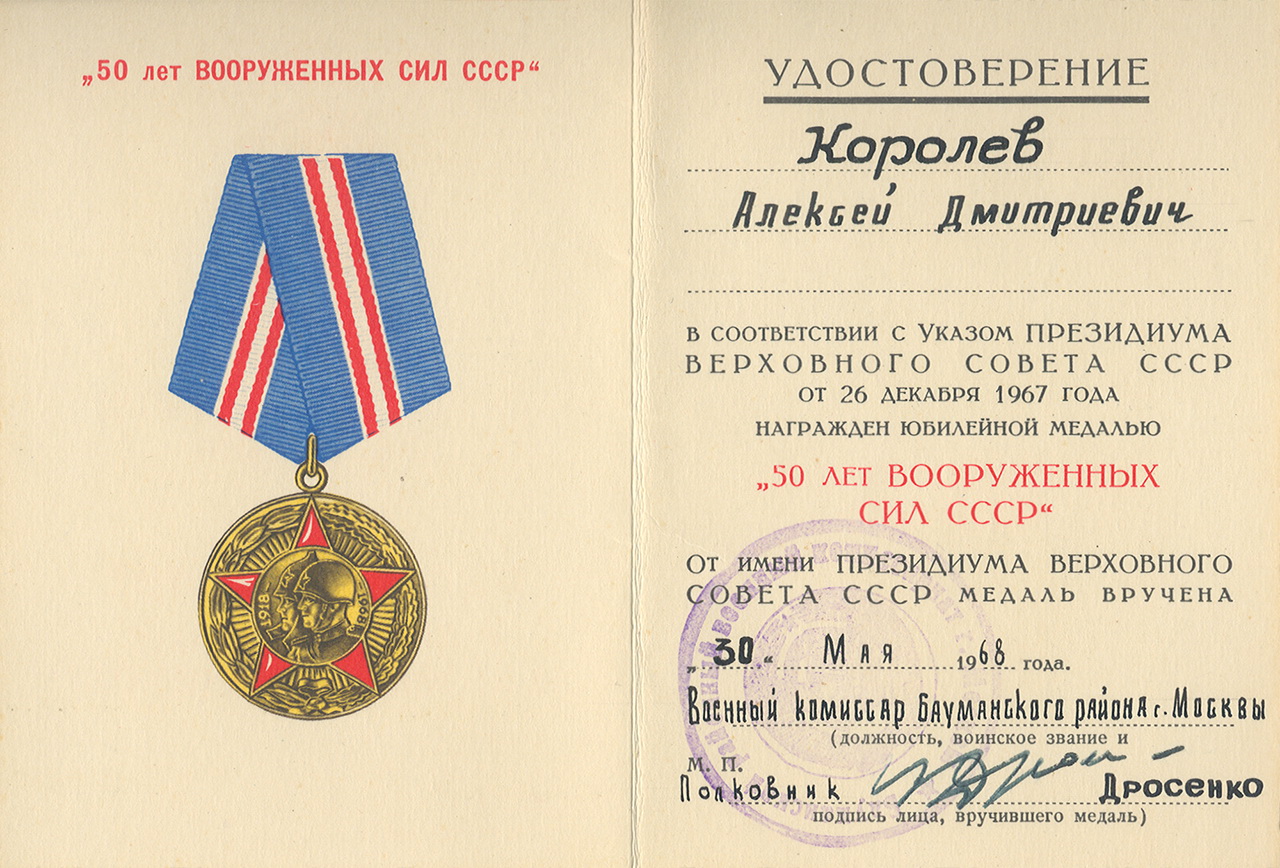 „50 лет ВООРУЖЕННЫХ СИЛ СССР“
1918
1968
УДОСТОВЕРЕНИЕ
Королев
Алексей Дмитриевич
В СООТВЕТСТВИИ С УКАЗОМ ПРЕЗИДИУМА
ВЕРХОВНОГО СОВЕТА СССР
ОТ 26 ДЕКАБРЯ 1967 ГОДА
НАГРАЖДЕН ЮБИЛЕЙНОЙ МЕДАЛЬЮ
„50 ЛЕТ ВООРУЖЕННЫХ
СИЛ СССР“
ОТ ИМЕНИ ПРЕЗИДИУМА ВЕРХОВНОГО
СОВЕТА СССР МЕДАЛЬ ВРУЧЕНА
„30“ Мая 1968 года.
Военный комиссар Бауманского района г. Москвы
(должность, воинское звание и
М. П.
Полковник Дросенко
подпись лица, вручившего медаль)